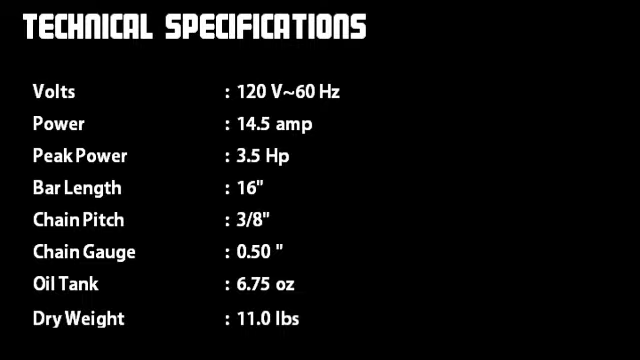 TECHNICAL SPECIFICATIONS
Volts : 120 V~60 Hz
Power : 14.5 amp
Peak Power : 3.5 Hp
Bar Length : 16"
Chain Pitch : 3/8"
Chain Gauge : 0.50 "
Oil Tank : 6.75 oz
Dry Weight : 11.0 lbs